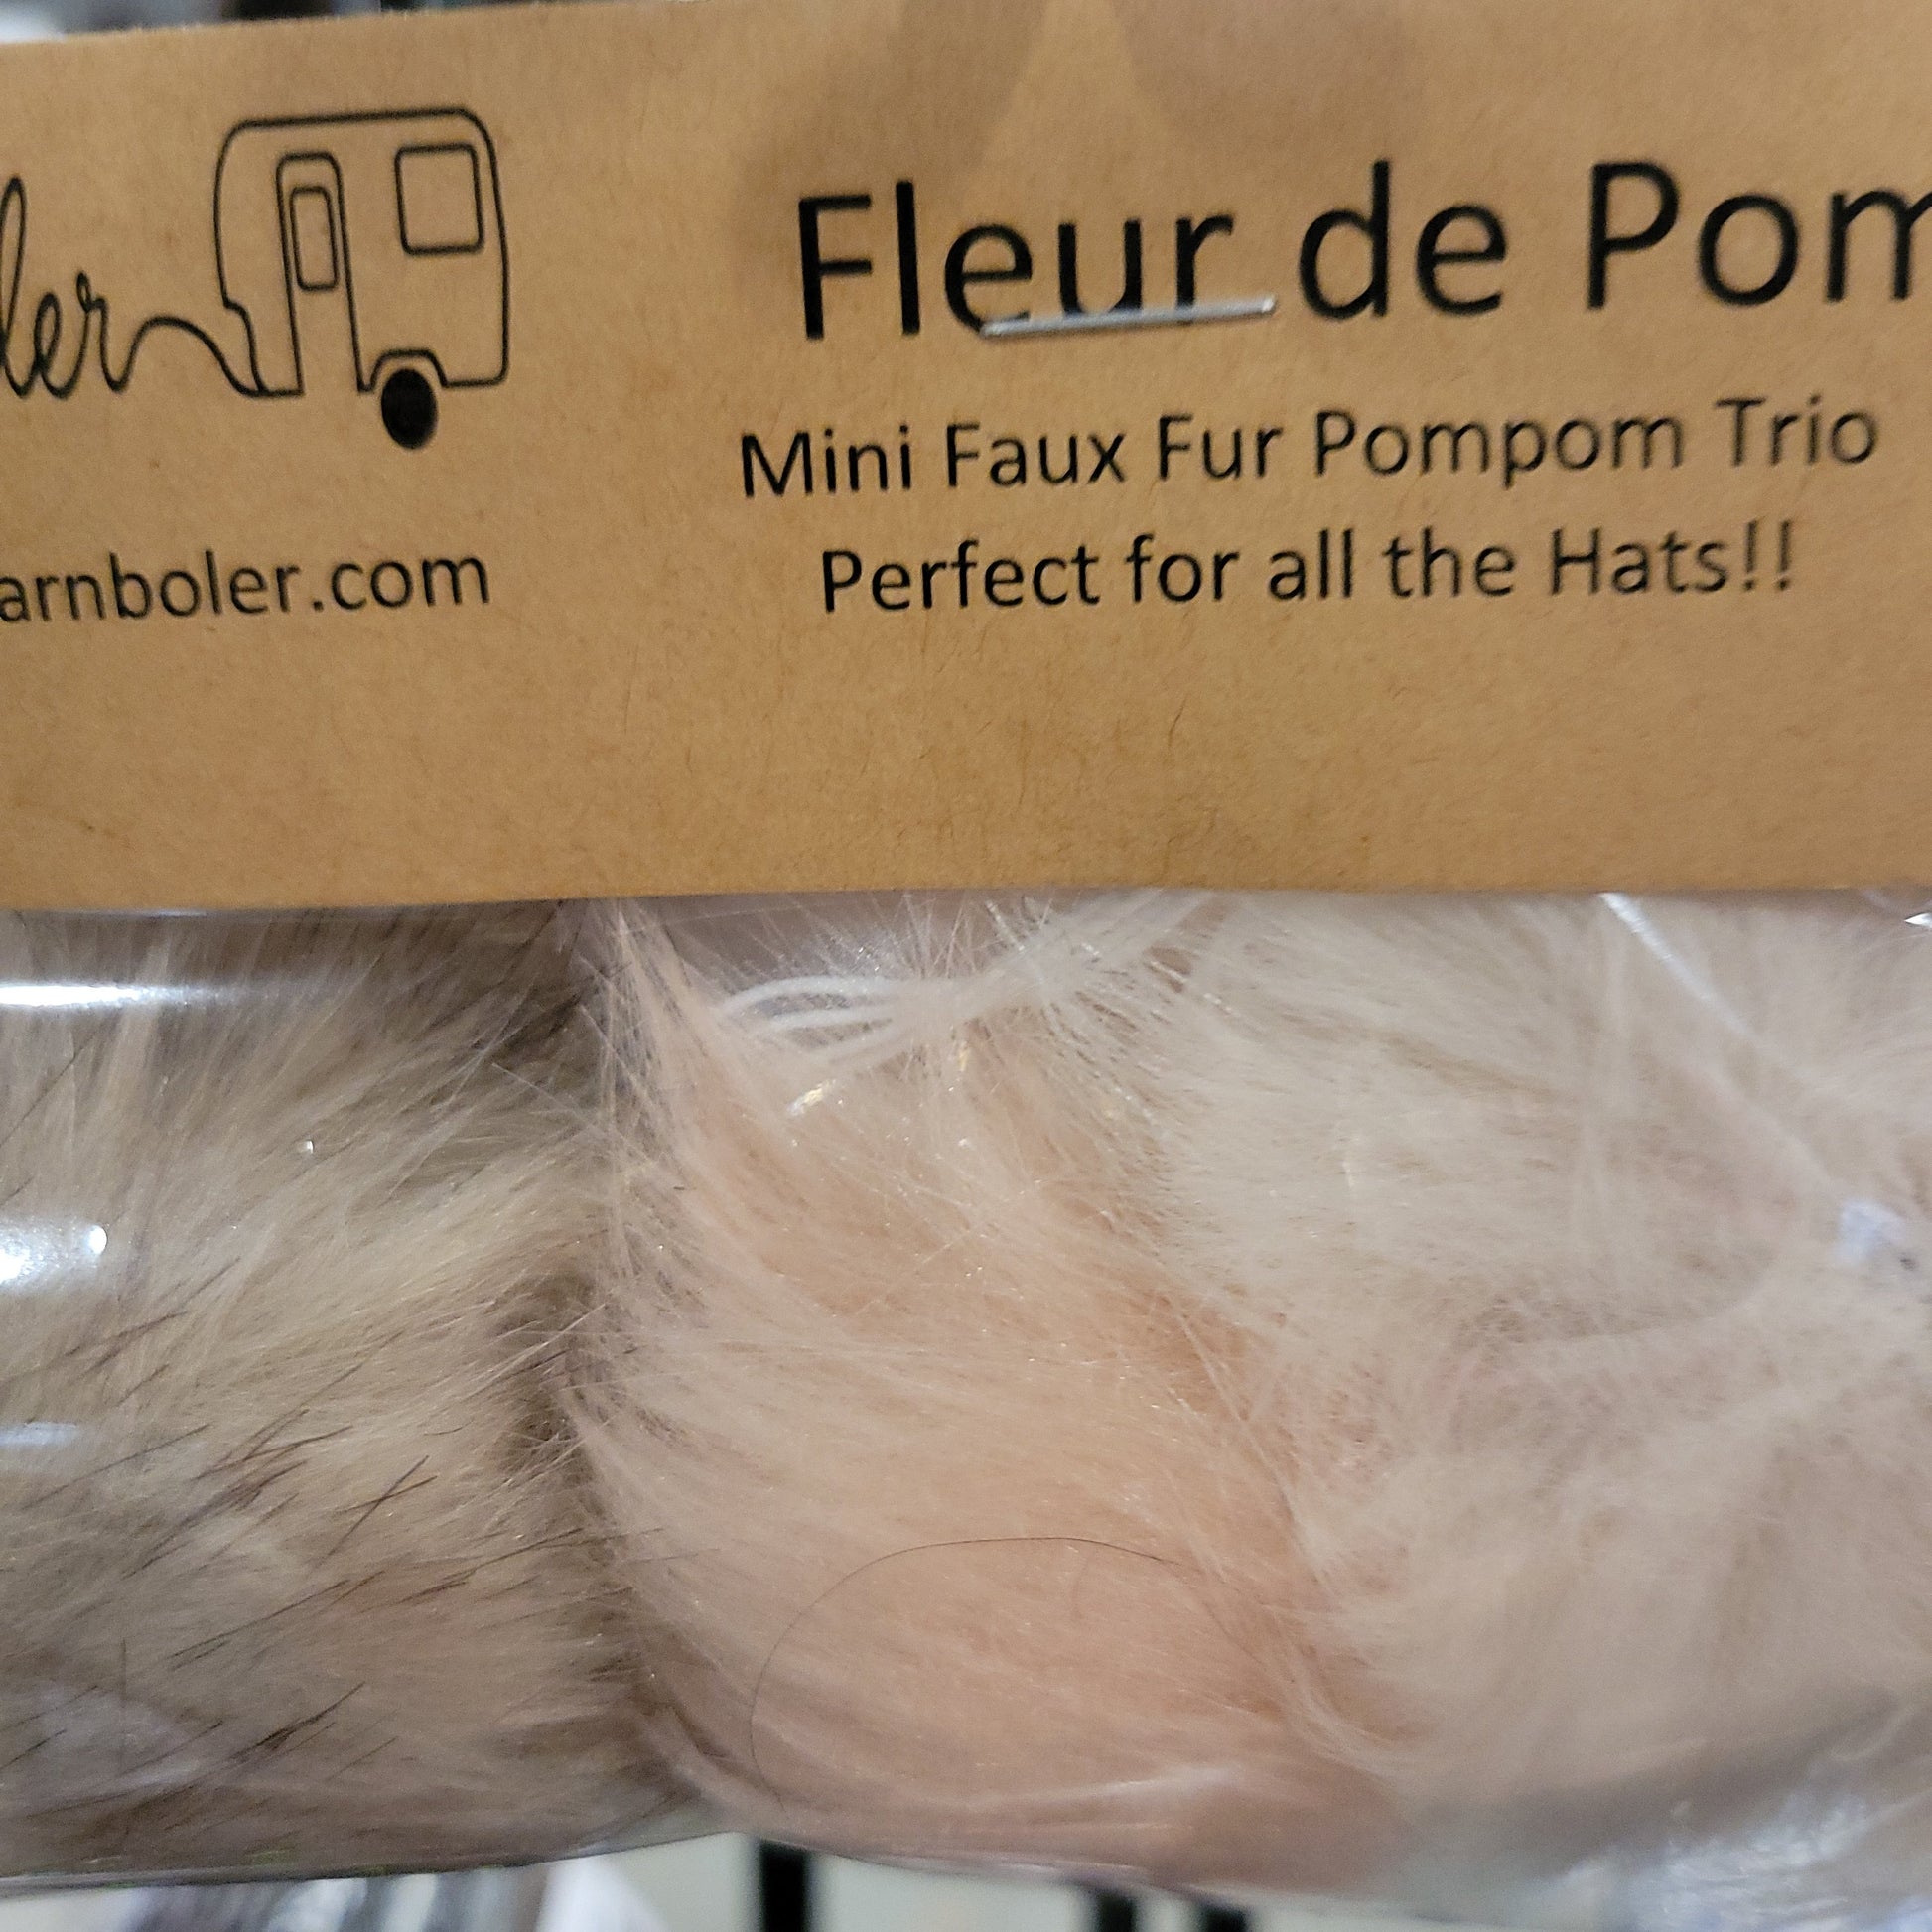 ler
Fleur de Pom
Mini Faux Fur Pompom Trio
Perfect for all the Hats!!
arnboler.com